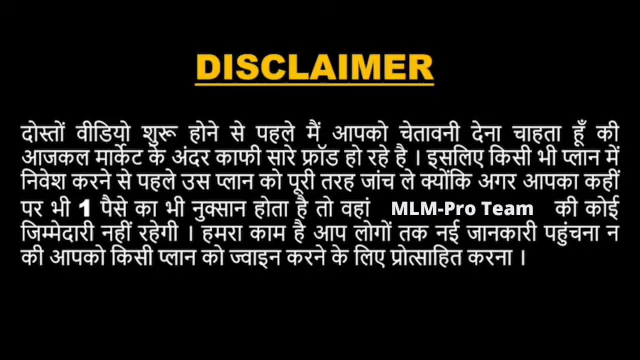 DISCLAIMER
दोस्तों वीडियो शुरू होने से पहले मैं आपको चेतावनी देना चाहता हूँ की
आजकल मार्केट के अंदर काफी सारे फ्रॉड हो रहे है । इसलिए किसी भी प्लान में
निवेश करने से पहले उस प्लान को पूरी तरह जांच ले क्योंकि अगर आपका कहीं
पर भी 1 पैसे का भी नुक्सान होता है तो वहां MLM-Pro Team की कोई
जिम्मेदारी नहीं रहेगी । हमरा काम है आप लोगों तक नई जानकारी पहुंचना न
की आपको किसी प्लान को ज्वाइन करने के लिए प्रोत्साहित करना ।